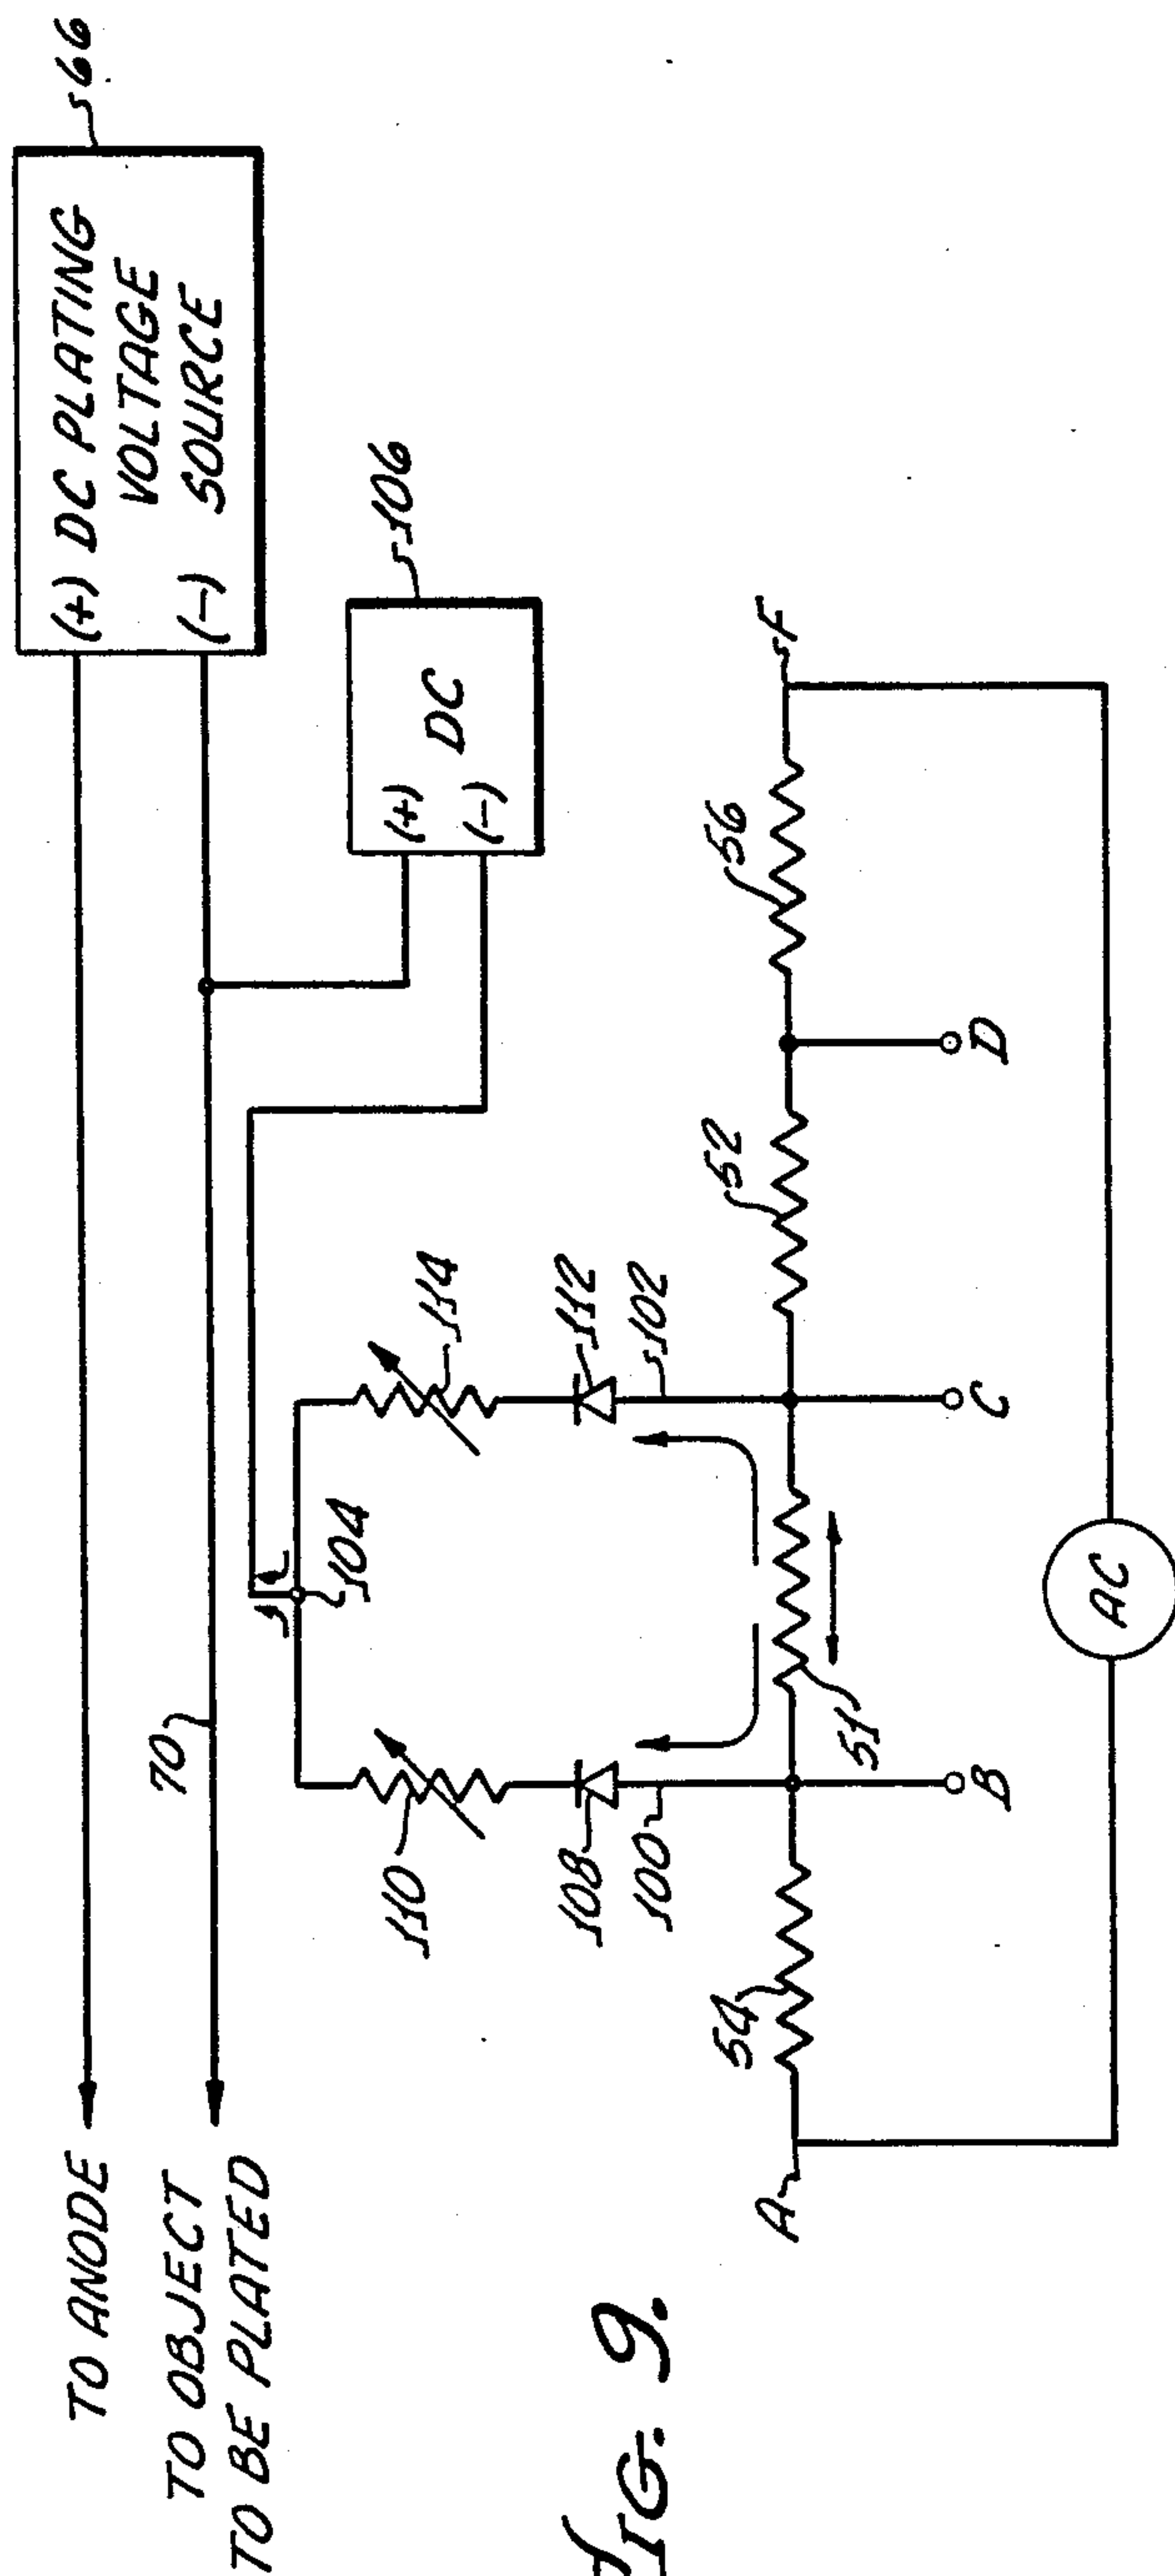 TO ANODE
TO OBJECT
TO BE PLATED
70
(+) DC PLATING
VOLTAGE
(-) SOURCE
66
104
(+)
DC
(-)
106
110
114
108
112
100
102
A
54
51
52
56
F
B
C
D
AC
FIG. 9.